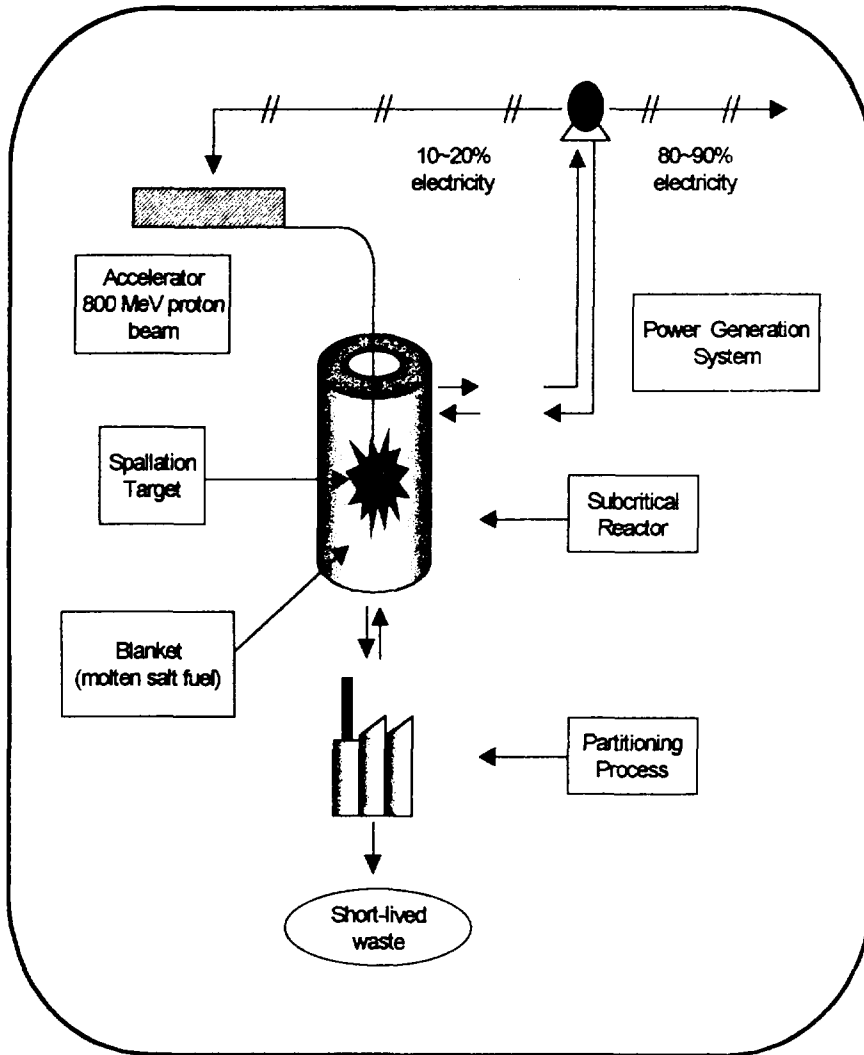 10~20%
electricity
80~90%
electricity
Accelerator
800 MeV proton
beam
Power Generation
System
Spallation
Target
Subcritical
Reactor
Blanket
(molten salt fuel)
Partitioning
Process
Short-lived
waste